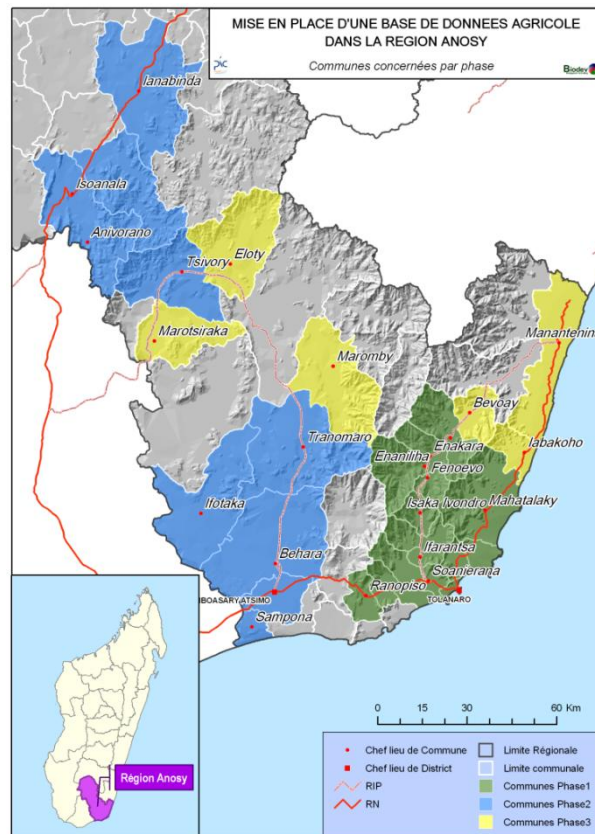 MISE EN PLACE D'UNE BASE DE DONNEES AGRICOLE
DANS LA REGION ANOSY
Communes concernées par phase
Biodev
Ianabinda
Isoanala
Anivorano
Tsivory
Eloty
Marotsiraka
Maromby
Manantenina
Bevoay
Tranomaro
Enakara
Enaniliha
Iabakoho
Fenoevo
Ifotaka
Isaka Ivondro
Mahatalaky
Behara
Ifarantsa
Soanierana
Ranopiso
TOLANARO
Sampona
0 15 30 60 Km
Région Anosy
Chef lieu de Commune
Chef lieu de District
RIP
RN
Limite Régionale
Limite communale
Communes Phase1
Communes Phase2
Communes Phase3